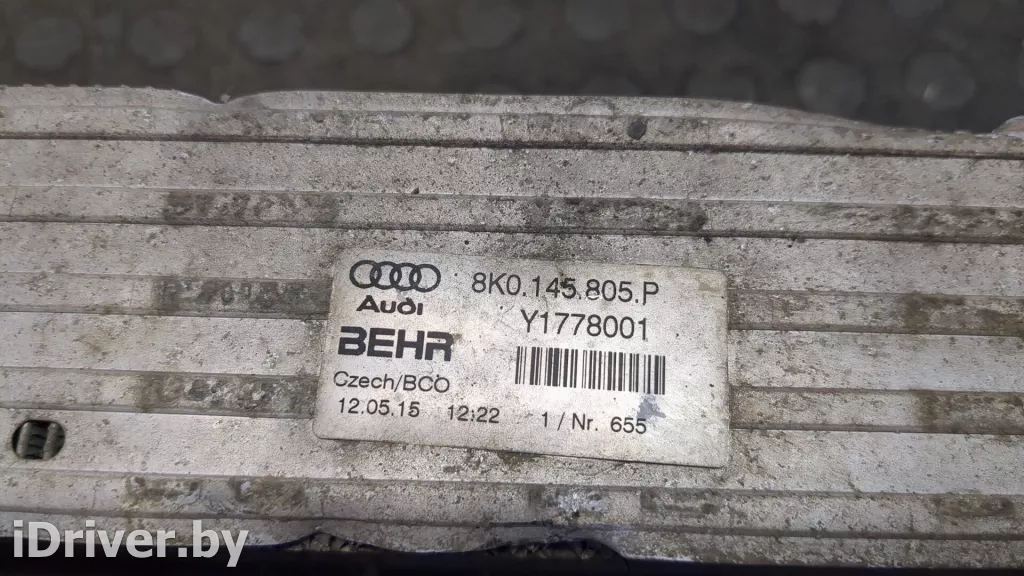 8K0.145.805.P
Audi
Y1778001
BEHR
Czech/BCO
12.05.15 12:22 1 / Nr. 655
iDriver.by